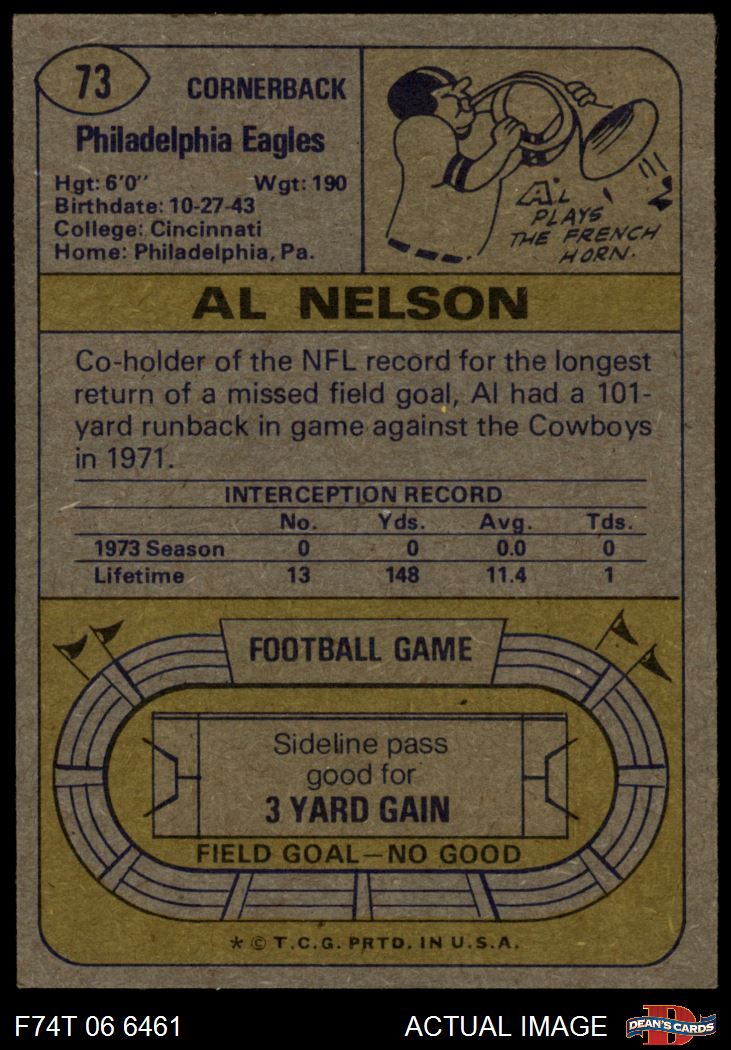 73
CORNERBACK
Philadelphia Eagles
Hgt: 6'0" Wgt: 190
Birthdate: 10-27-43
College: Cincinnati
Home: Philadelphia, Pa.
AL
PLAYS
THE FRENCH
HORN.
AL NELSON
Co-holder of the NFL record for the longest
return of a missed field goal, Al had a 101-
yard runback in game against the Cowboys
in 1971.
INTERCEPTION RECORD
No. Yds. Avg. Tds.
1973 Season 0 0 0.0 0
Lifetime 13 148 11.4 1
FOOTBALL GAME
Sideline pass
good for
3 YARD GAIN
FIELD GOAL—NO GOOD
* © T.C.G. PRTD. IN U.S.A.
F74T 06 6461 ACTUAL IMAGE
DEAN'S CARDS